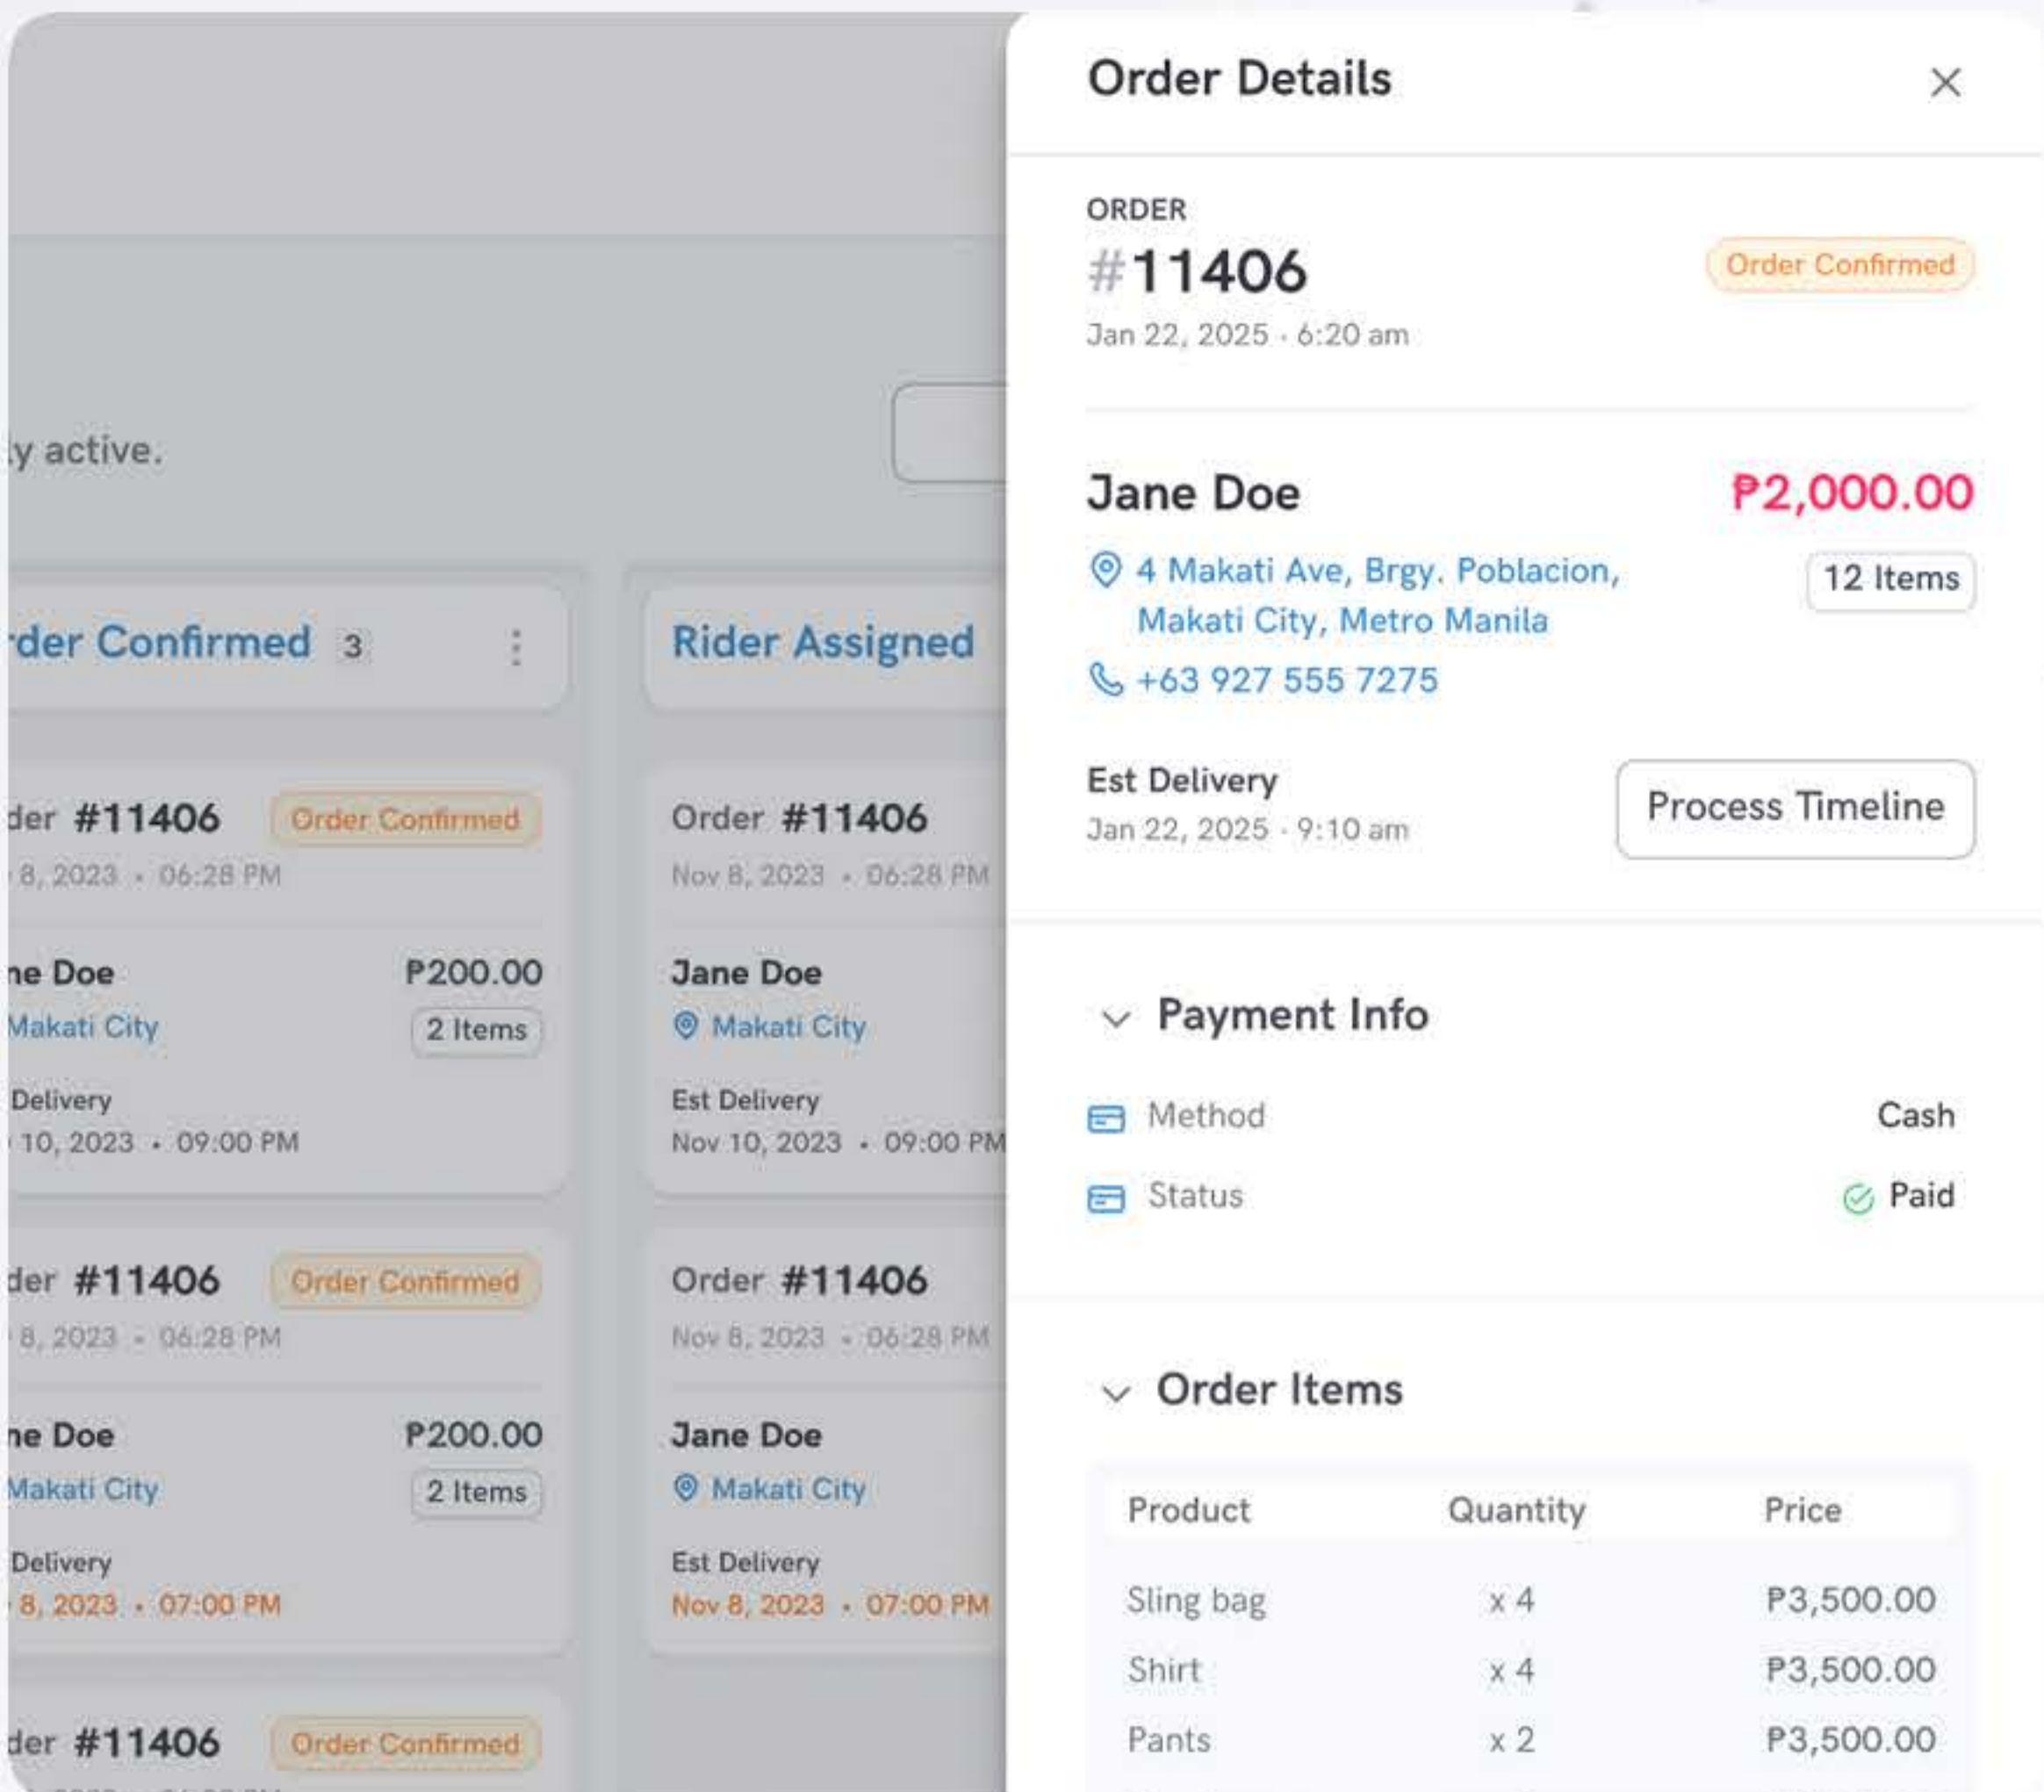 ly active.
rder Confirmed 3
der #11406 Order Confirmed
8, 2023 • 06:28 PM
ne Doe ₱200.00
Makati City 2 Items
Delivery
10, 2023 • 09:00 PM
der #11406 Order Confirmed
8, 2023 • 06:28 PM
ne Doe ₱200.00
Makati City 2 Items
Delivery
8, 2023 • 07:00 PM
der #11406 Order Confirmed
Rider Assigned
Order #11406
Nov 8, 2023 • 06:28 PM
Jane Doe
Makati City
Est Delivery
Nov 10, 2023 • 09:00 PM
Order #11406
Nov 8, 2023 • 06:28 PM
Jane Doe
Makati City
Est Delivery
Nov 8, 2023 • 07:00 PM
Order Details
ORDER
#11406 Order Confirmed
Jan 22, 2025 · 6:20 am
Jane Doe ₱2,000.00
4 Makati Ave, Brgy. Poblacion, 12 Items
Makati City, Metro Manila
+63 927 555 7275
Est Delivery
Jan 22, 2025 · 9:10 am
Process Timeline
Payment Info
Method Cash
Status Paid
Order Items
Product Quantity Price
Sling bag x 4 ₱3,500.00
Shirt x 4 ₱3,500.00
Pants x 2 ₱3,500.00